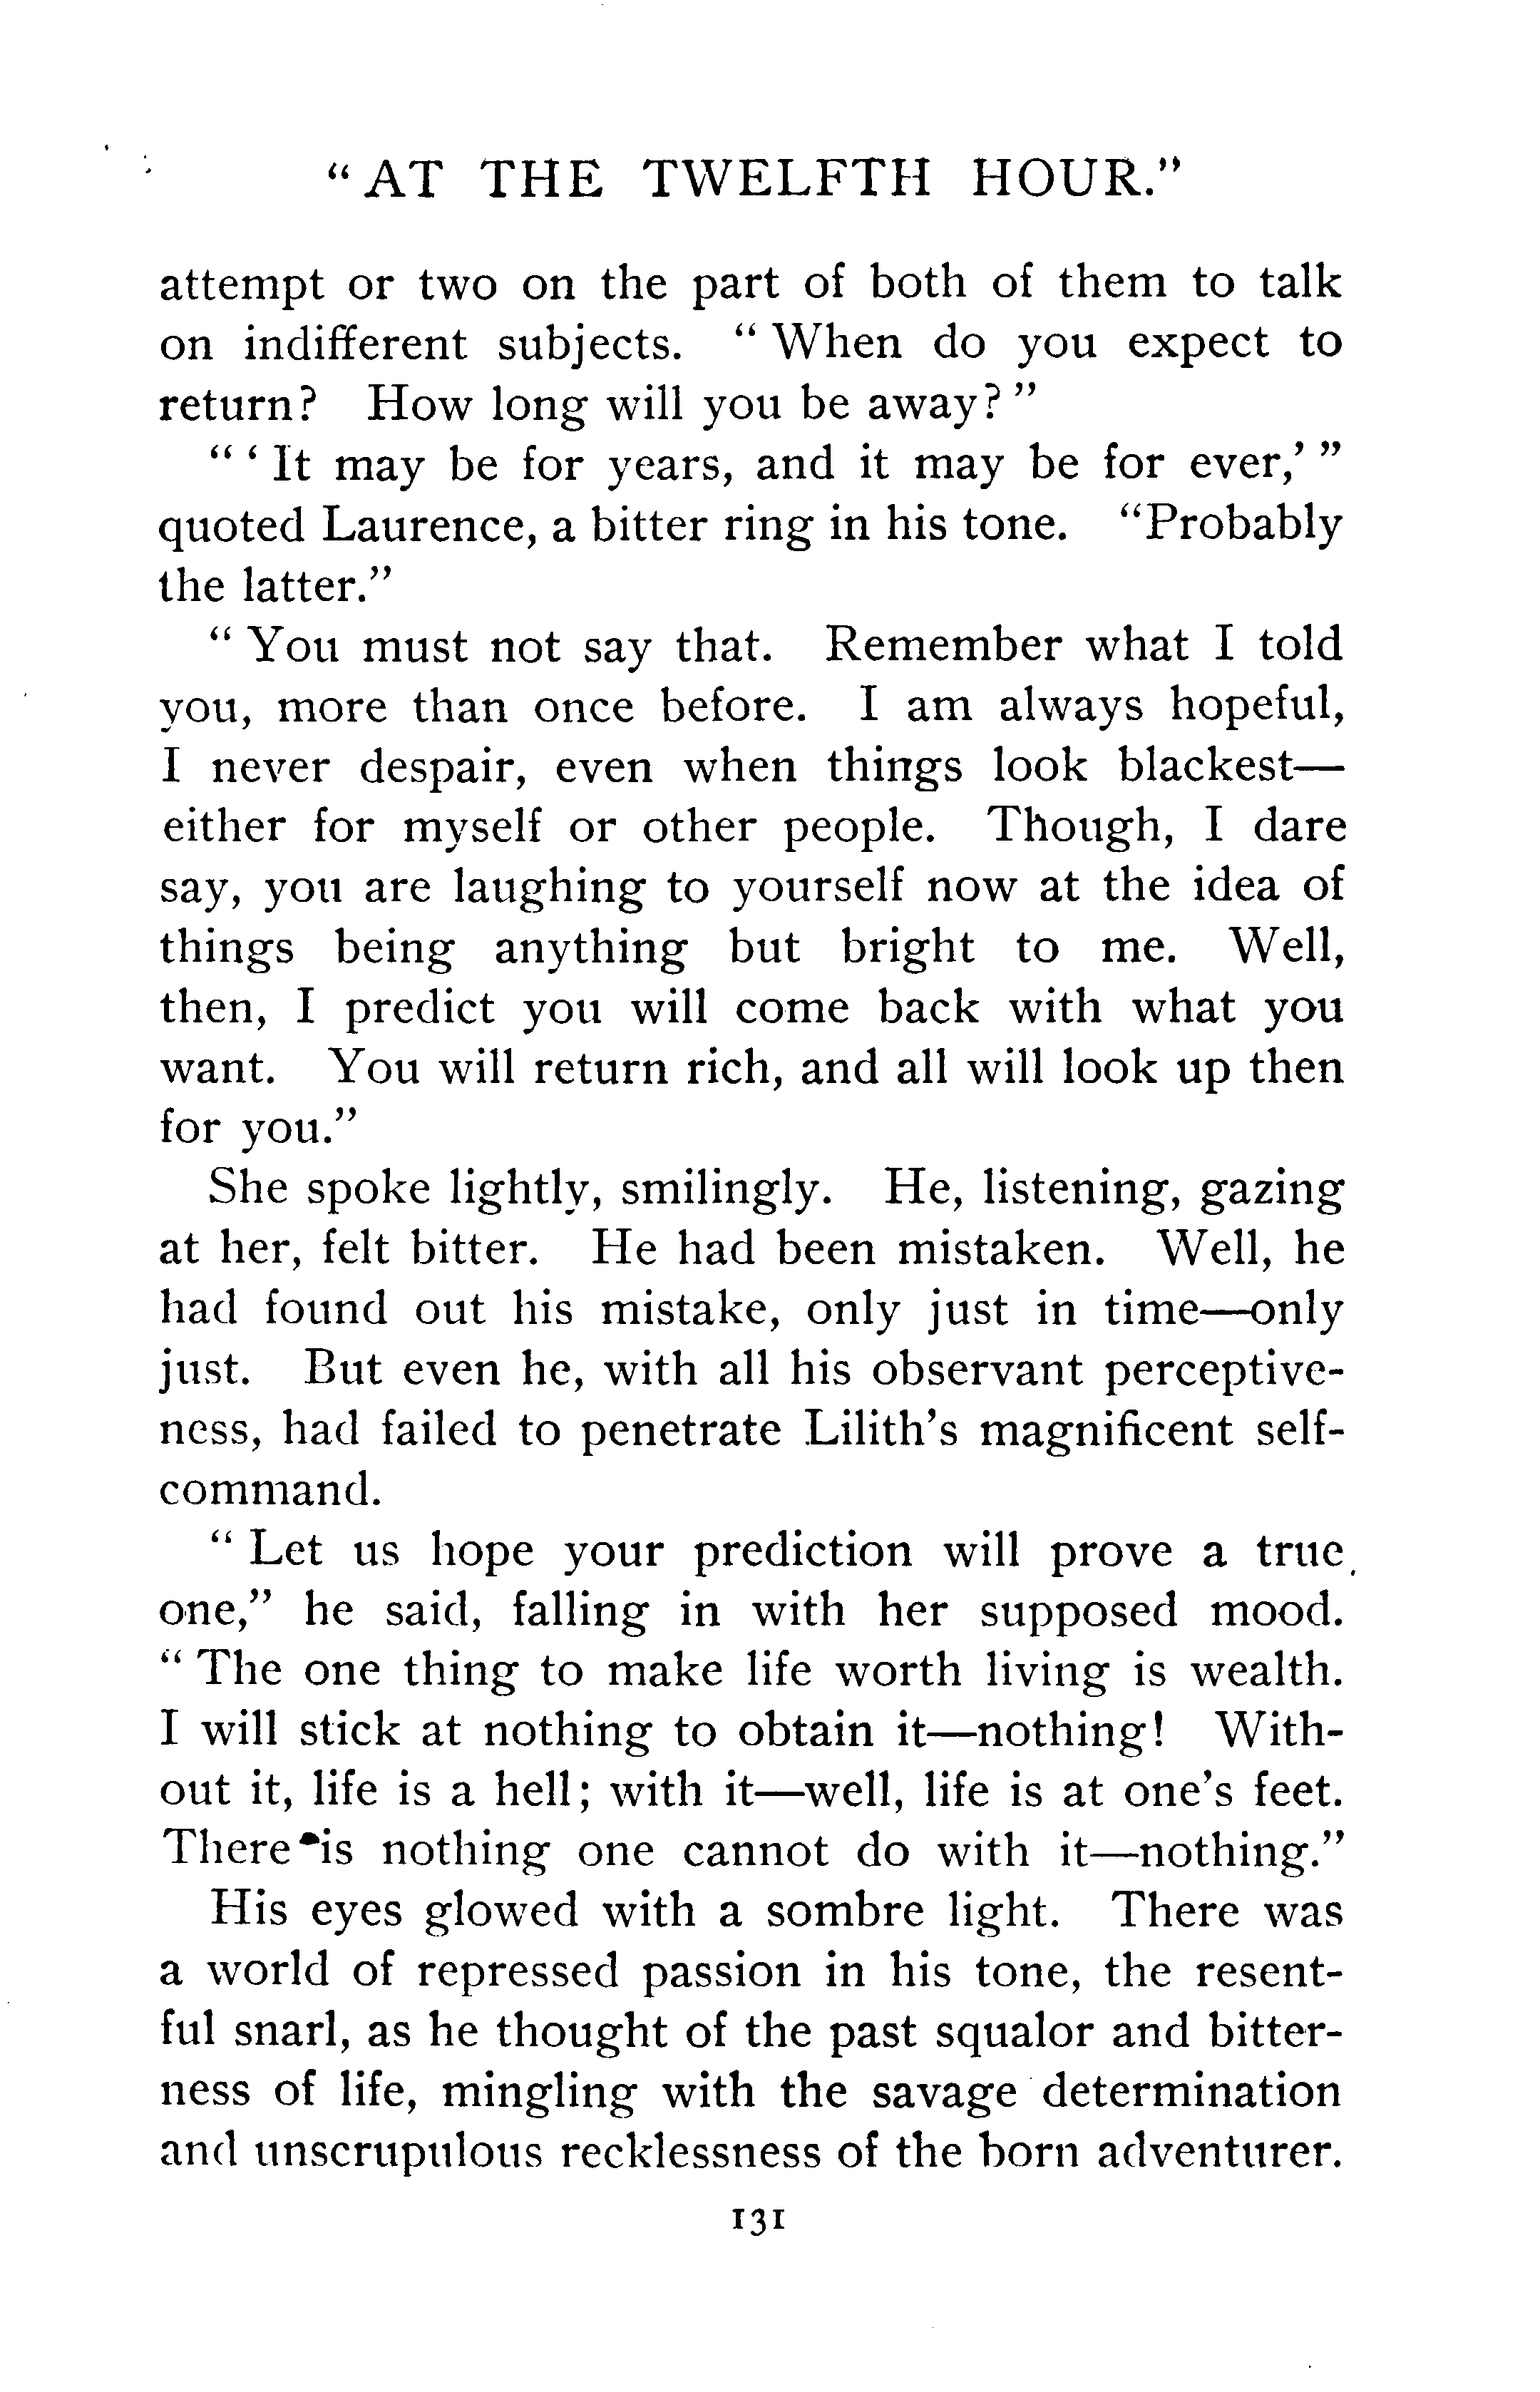 “ AT THE TWELFTH HOUR.”
attempt or two on the part of both of them to talk
on indifferent subjects. “ When do you expect to
return? How long will you be away? ”
“ ‘ It may be for years, and it may be for ever,’ ”
quoted Laurence, a bitter ring in his tone. “Probably
the latter.”
“ You must not say that. Remember what I told
you, more than once before. I am always hopeful,
I never despair, even when things look blackest—
either for myself or other people. Though, I dare
say, you are laughing to yourself now at the idea of
things being anything but bright to me. Well,
then, I predict you will come back with what you
want. You will return rich, and all will look up then
for you.”
She spoke lightly, smilingly. He, listening, gazing
at her, felt bitter. He had been mistaken. Well, he
had found out his mistake, only just in time—only
just. But even he, with all his observant perceptive-
ness, had failed to penetrate Lilith’s magnificent self-
command.
“ Let us hope your prediction will prove a true
one,” he said, falling in with her supposed mood.
“ The one thing to make life worth living is wealth.
I will stick at nothing to obtain it—nothing! With-
out it, life is a hell; with it—well, life is at one’s feet.
There is nothing one cannot do with it—nothing.”
His eyes glowed with a sombre light. There was
a world of repressed passion in his tone, the resent-
ful snarl, as he thought of the past squalor and bitter-
ness of life, mingling with the savage determination
and unscrupulous recklessness of the born adventurer.
131